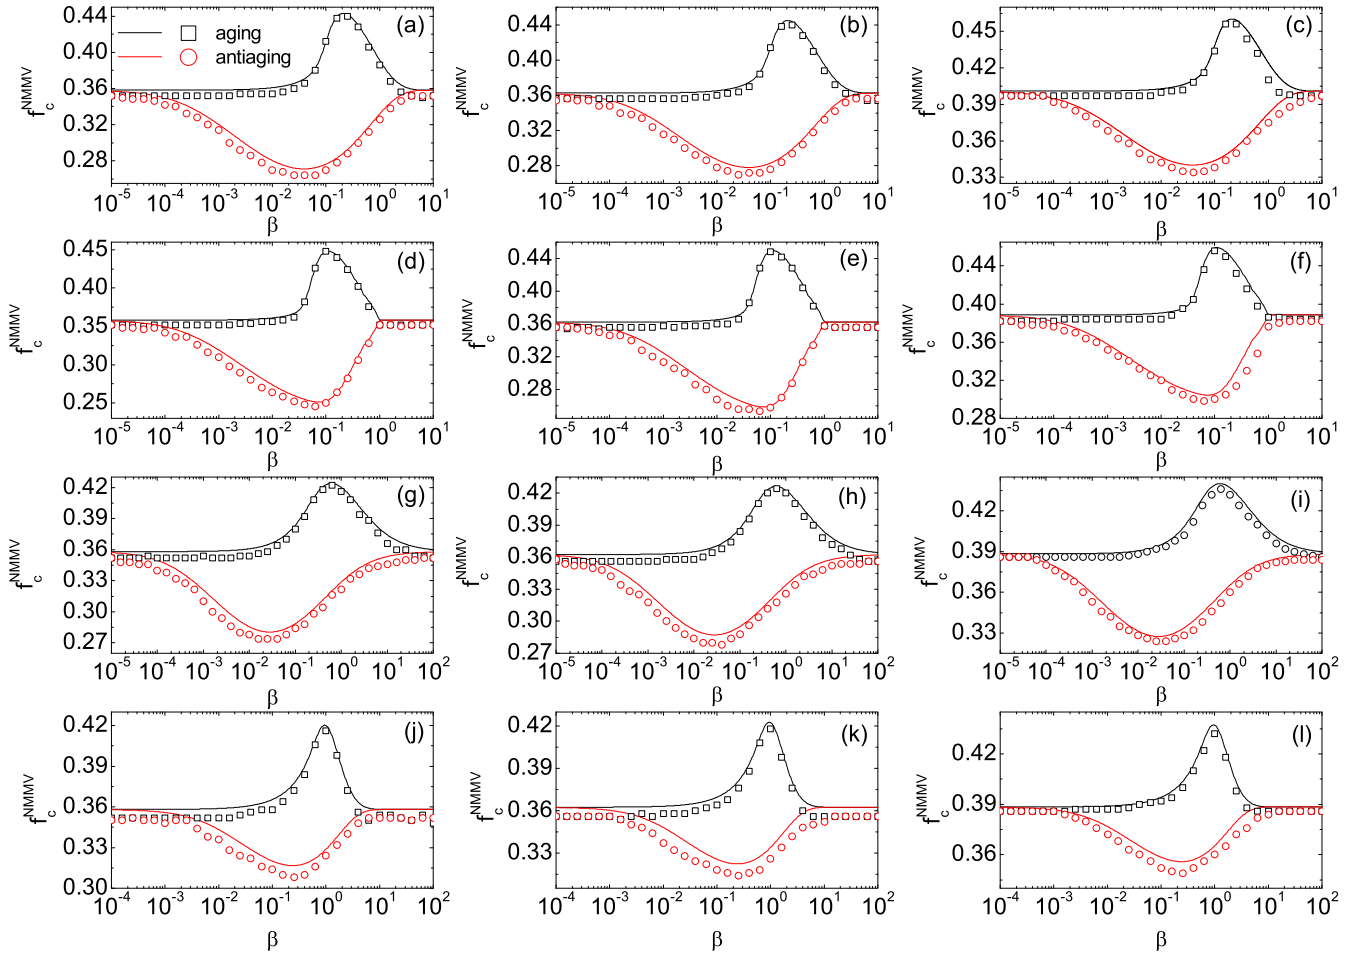 0.44 (a) 0.44 (b) (c)
aging 0.45
antiaging
0.40 0.40
0.36 0.36 0.39
f_c^NMMV f_c^NMMV f_c^NMMV
0.32 0.32 0.36
0.28 0.28 0.33
10^-5 10^-4 10^-3 10^-2 10^-1 10^0 10^1 10^-5 10^-4 10^-3 10^-2 10^-1 10^0 10^1 10^-5 10^-4 10^-3 10^-2 10^-1 10^0 10^1
β β β
0.45 (d) (e) (f)
0.44 0.44
0.40 0.40 0.40
0.35 0.36 0.36
f_c^NMMV f_c^NMMV f_c^NMMV
0.30 0.32 0.32
0.25 0.28 0.28
10^-5 10^-4 10^-3 10^-2 10^-1 10^0 10^1 10^-5 10^-4 10^-3 10^-2 10^-1 10^0 10^1 10^-5 10^-4 10^-3 10^-2 10^-1 10^0 10^1
β β β
0.42 (g) 0.42 (h) 0.42 (i)
0.39 0.39 0.39
0.36 0.36 0.36
f_c^NMMV f_c^NMMV f_c^NMMV
0.33 0.33 0.33
0.30 0.30
0.27 0.27
10^-5 10^-4 10^-3 10^-2 10^-1 10^0 10^1 10^2 10^-5 10^-4 10^-3 10^-2 10^-1 10^0 10^1 10^2 10^-5 10^-4 10^-3 10^-2 10^-1 10^0 10^1 10^2
β β β
0.42 (j) 0.42 (k) (l)
0.42
0.39 0.39 0.39
0.36 0.36 0.36
f_c^NMMV f_c^NMMV f_c^NMMV
0.33 0.33
0.30
10^-4 10^-3 10^-2 10^-1 10^0 10^1 10^2 10^-4 10^-3 10^-2 10^-1 10^0 10^1 10^2 10^-4 10^-3 10^-2 10^-1 10^0 10^1 10^2
β β β